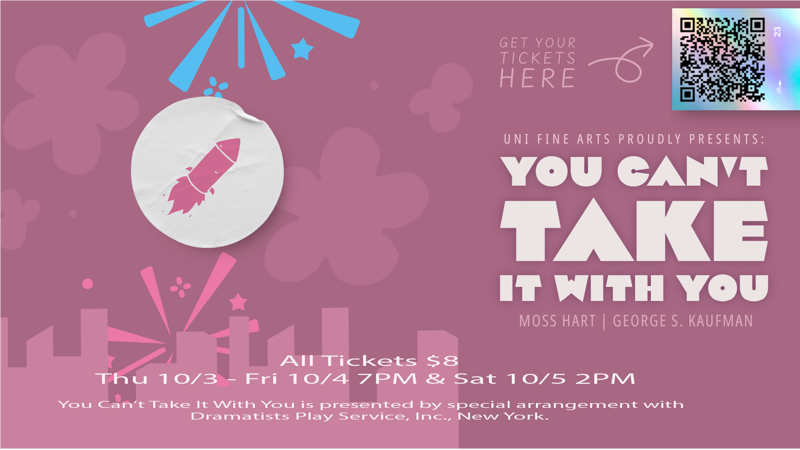 GET YOUR
TICKETS
HERE
23
UNI FINE ARTS PROUDLY PRESENTS:
YOU CAN'T
TAKE
IT WITH YOU
MOSS HART | GEORGE S. KAUFMAN
All Tickets $8
Thu 10/3 - Fri 10/4 7PM & Sat 10/5 2PM
You Can't Take It With You is presented by special arrangement with
Dramatists Play Service, Inc., New York.